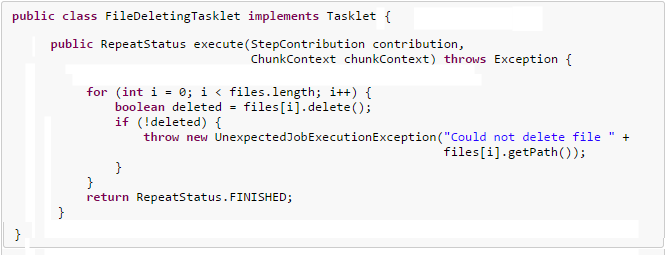 public class FileDeletingTasklet implements Tasklet {
public RepeatStatus execute(StepContribution contribution,
ChunkContext chunkContext) throws Exception {
for (int i = 0; i < files.length; i++) {
boolean deleted = files[i].delete();
if (!deleted) {
throw new UnexpectedJobExecutionException("Could not delete file " +
files[i].getPath());
}
}
return RepeatStatus.FINISHED;
}
}